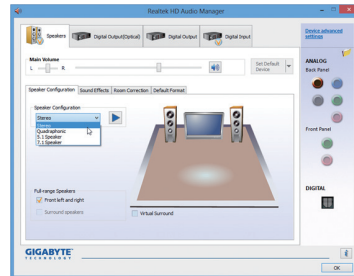 Realtek HD Audio Manager
Speakers
Digital Output(Optical)
Digital Output
Digital Input
Device advanced settings
Main Volume
L
R
Set Default
Device
ANALOG
Back Panel
Speaker Configuration
Sound Effects
Room Correction
Default Format
Speaker Configuration
Stereo
Stereo
Quadraphonic
5.1 Speaker
7.1 Speaker
Front Panel
DIGITAL
Full-range Speakers
Front left and right
Surround speakers
Virtual Surround
GIGABYTE
TECHNOLOGY
i
OK